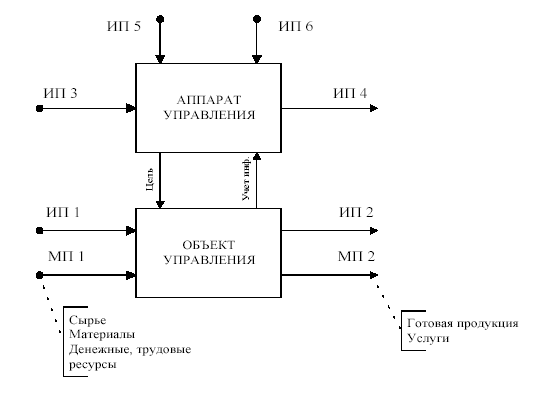 ИП 5
ИП 6
ИП 3
АППАРАТ
УПРАВЛЕНИЯ
ИП 4
Цель
Учет инф.
ИП 1
ИП 2
МП 1
ОБЪЕКТ
УПРАВЛЕНИЯ
МП 2
Сырье
Материалы
Денежные, трудовые
ресурсы
Готовая продукция
Услуги